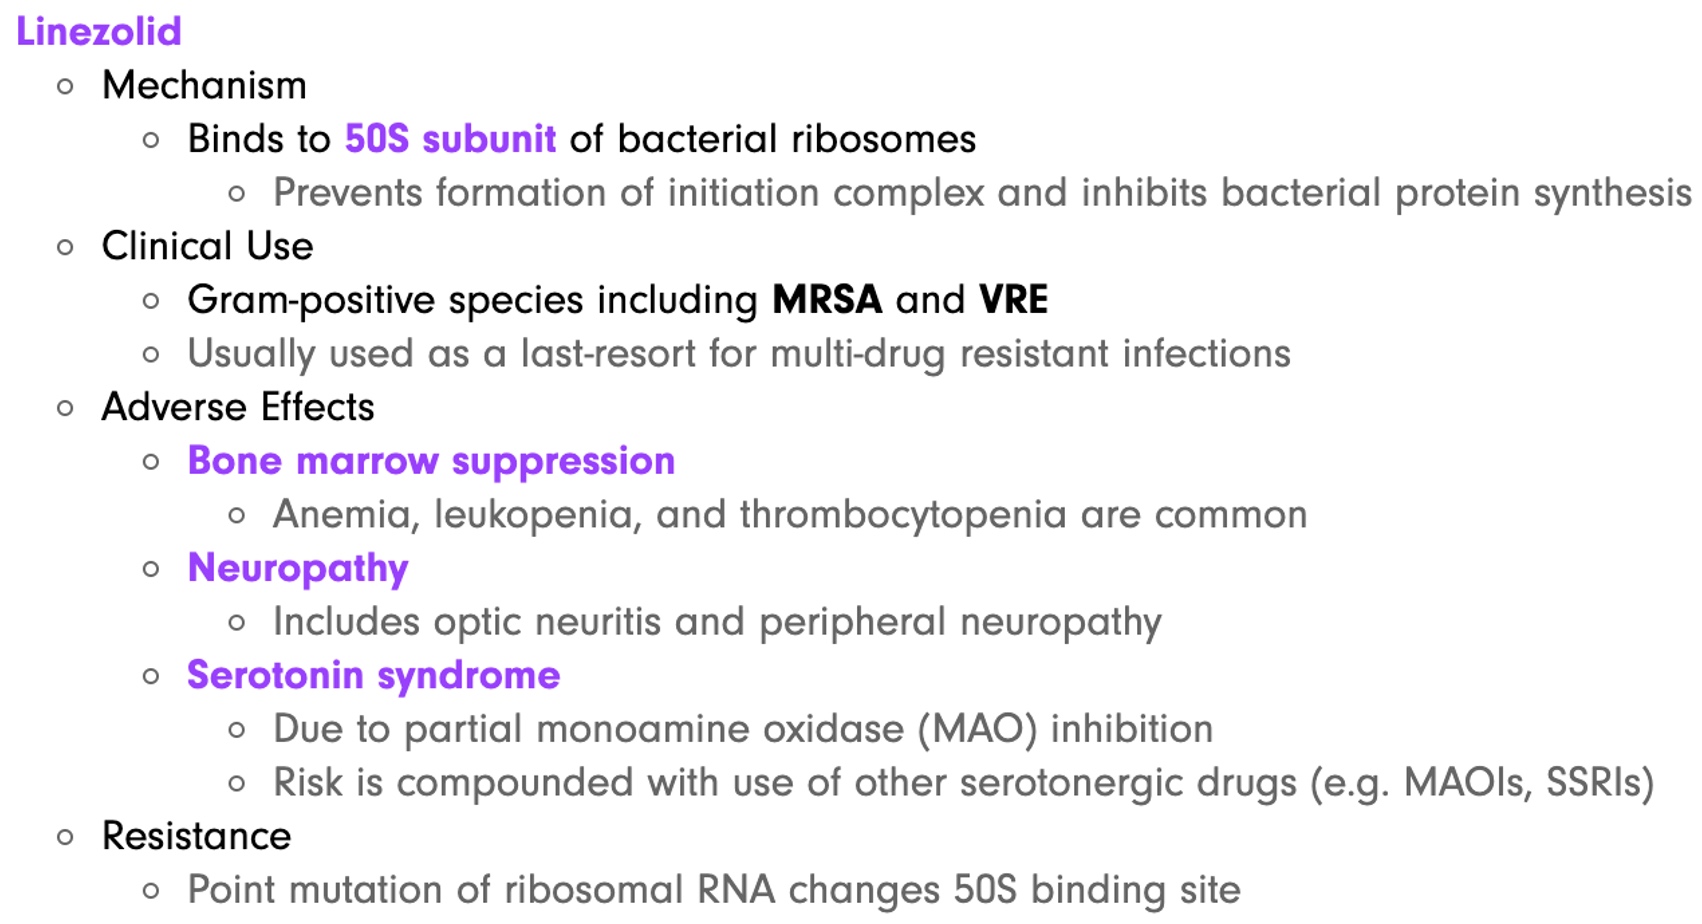 Linezolid
Mechanism
Binds to 50S subunit of bacterial ribosomes
Prevents formation of initiation complex and inhibits bacterial protein synthesis
Clinical Use
Gram-positive species including MRSA and VRE
Usually used as a last-resort for multi-drug resistant infections
Adverse Effects
Bone marrow suppression
Anemia, leukopenia, and thrombocytopenia are common
Neuropathy
Includes optic neuritis and peripheral neuropathy
Serotonin syndrome
Due to partial monoamine oxidase (MAO) inhibition
Risk is compounded with use of other serotonergic drugs (e.g. MAOIs, SSRIs)
Resistance
Point mutation of ribosomal RNA changes 50S binding site